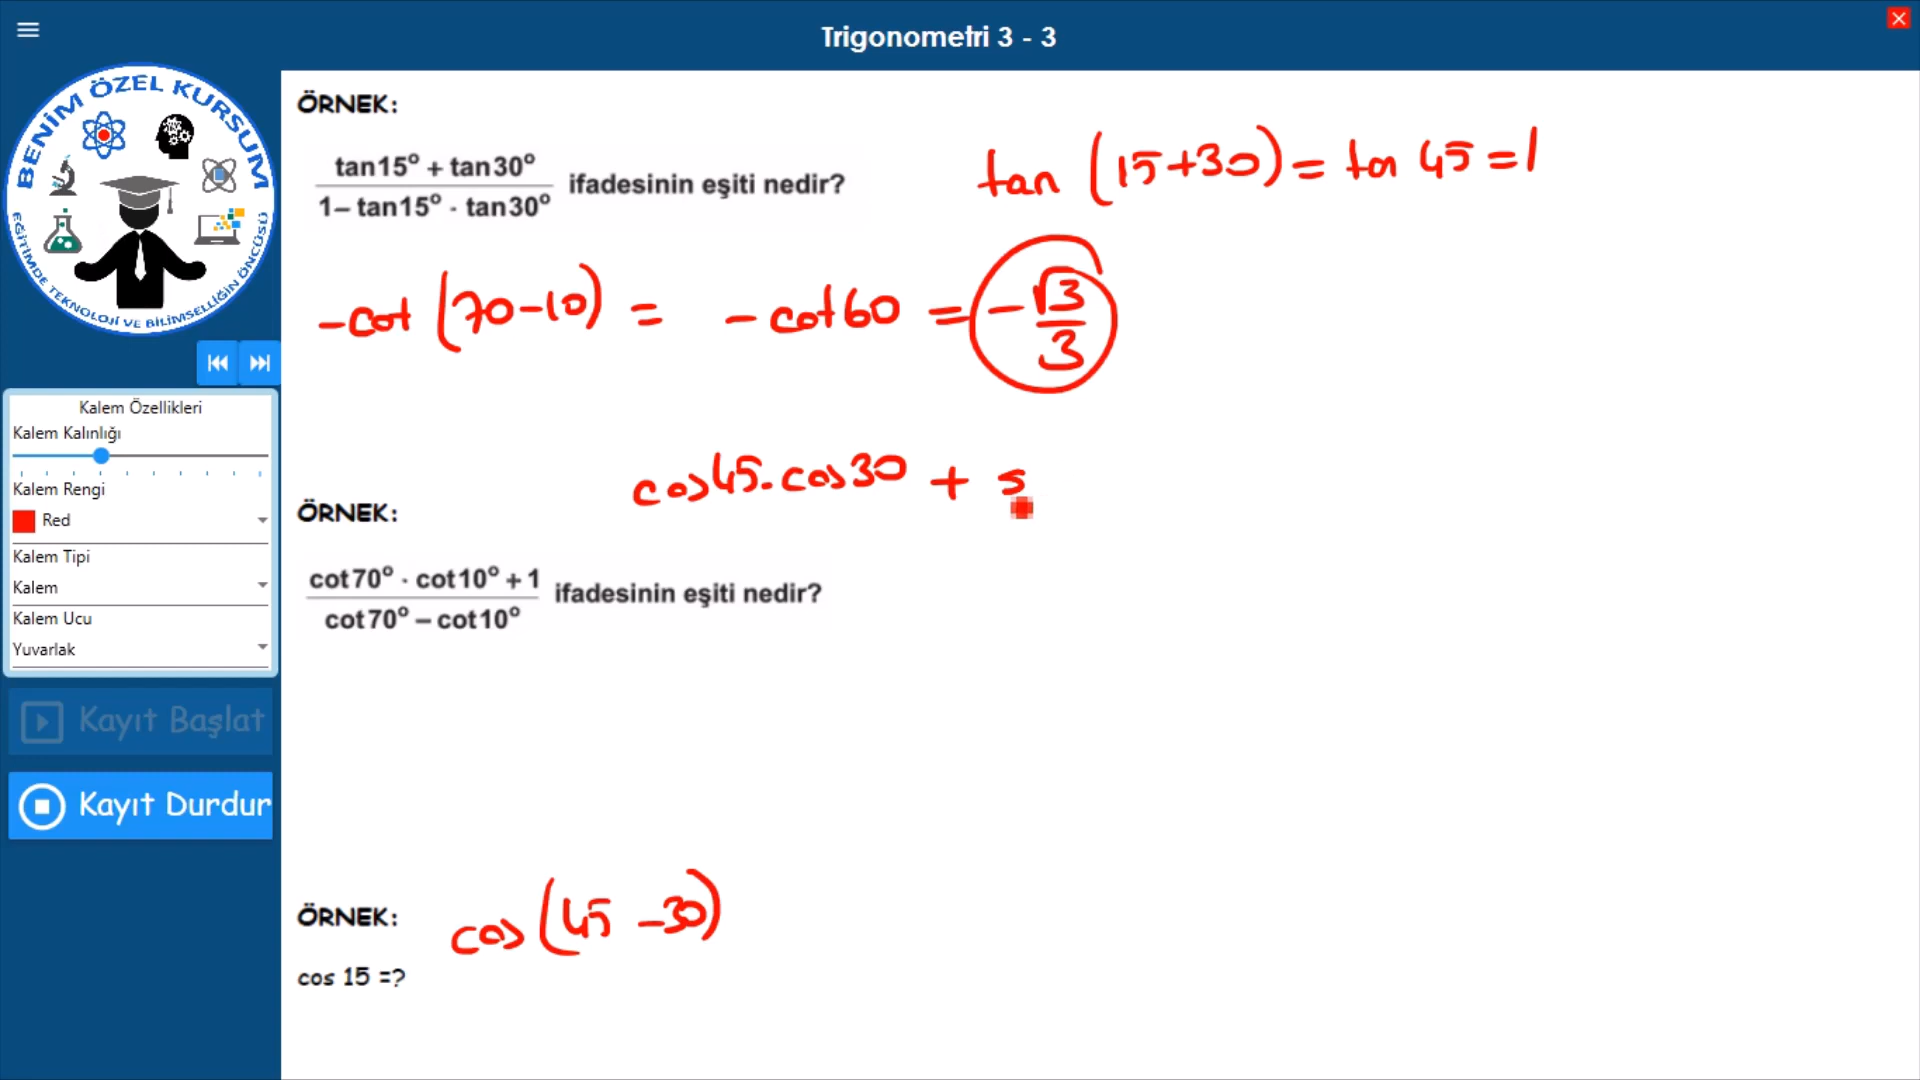 Trigonometri 3 - 3
BENİM ÖZEL KURSUM
EĞİTİMDE TEKNOLOJİ VE BİLİMSELLİĞİN ÖNCÜSÜ
Kalem Özellikleri
Kalem Kalınlığı
Kalem Rengi
Red
Kalem Tipi
Kalem
Kalem Ucu
Yuvarlak
Kayıt Başlat
Kayıt Durdur
ÖRNEK:
tan15° + tan30°
1– tan15° · tan30°
ifadesinin eşiti nedir?
tan (15+30) = tan 45 = 1
-cot (70-10) = -cot60 = -√3/3
cos45.cos30 + s
ÖRNEK:
cot70° · cot10° + 1
cot70° – cot10°
ifadesinin eşiti nedir?
ÖRNEK:
cos (45 -30)
cos 15 =?